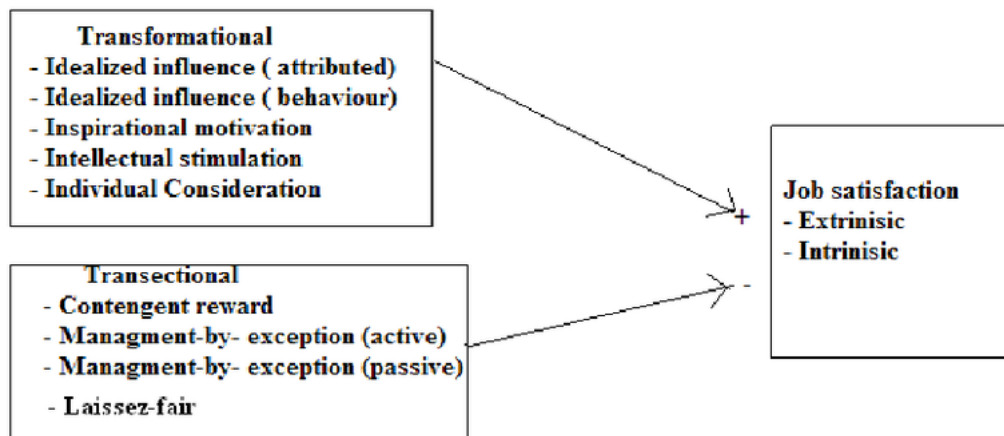 Transformational
- Idealized influence ( attributed)
- Idealized influence ( behaviour)
- Inspirational motivation
- Intellectual stimulation
- Individual Consideration
+
Job satisfaction
- Extrinisic
- Intrinisic
Transectional
- Contengent reward
- Managment-by- exception (active)
- Managment-by- exception (passive)
- Laissez-fair
-